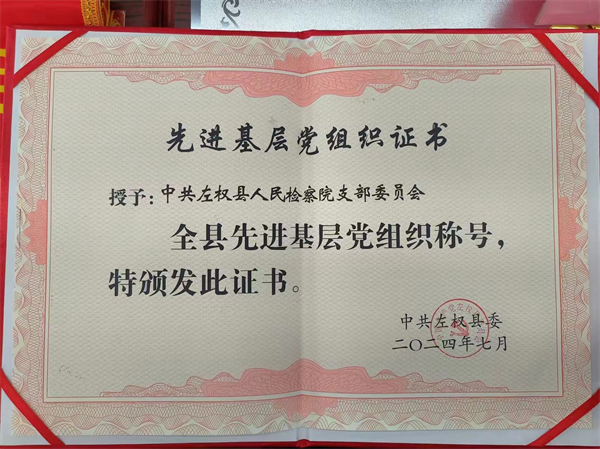 先进基层党组织证书
授予：中共左权县人民检察院支部委员会
全县先进基层党组织称号，
特颁发此证书。
中共左权县委
二〇二四年七月